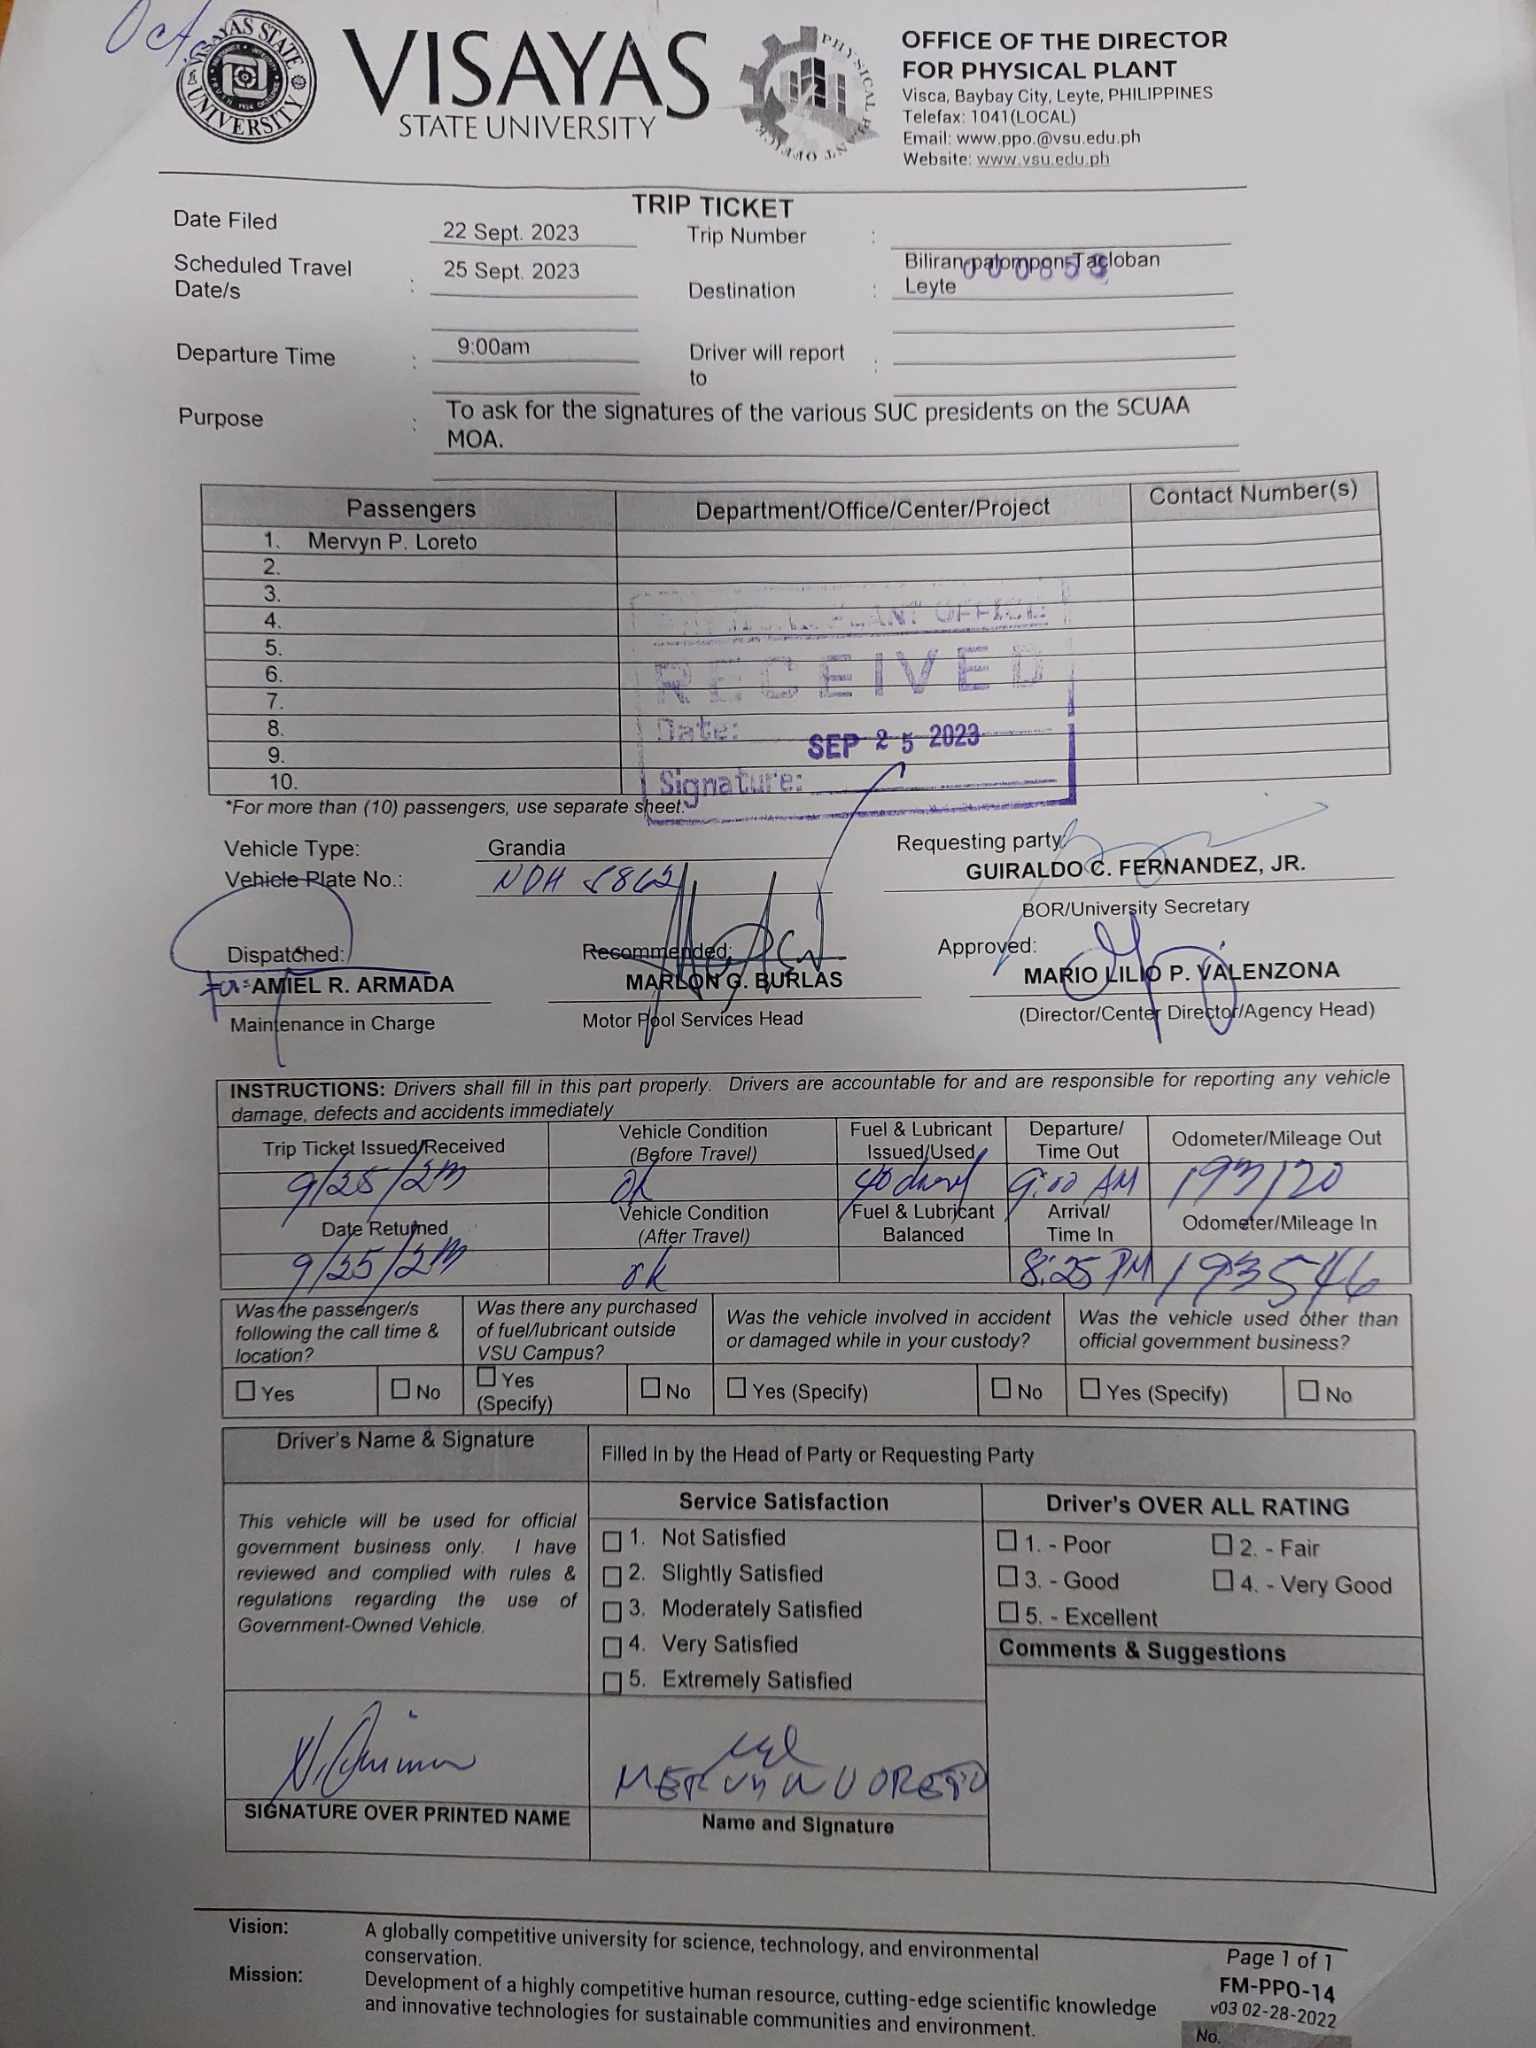 Oct.
VISAYAS STATE UNIVERSITY
VISAYAS
STATE UNIVERSITY
PHYSICAL PLANT OFFICE
OFFICE OF THE DIRECTOR
FOR PHYSICAL PLANT
Visca, Baybay City, Leyte, PHILIPPINES
Telefax: 1041(LOCAL)
Email: www.ppo.@vsu.edu.ph
Website: www.vsu.edu.ph
TRIP TICKET
Date Filed 22 Sept. 2023 Trip Number :
Scheduled Travel Date/s : 25 Sept. 2023 Destination : Biliran-palompon-Tacloban Leyte
Departure Time : 9:00am Driver will report to :
Purpose : To ask for the signatures of the various SUC presidents on the SCUAA
MOA.
Passengers Department/Office/Center/Project Contact Number(s)
1. Mervyn P. Loreto
2.
3.
4.
5.
6.
7.
8.
9.
10.
PLANT OFFICE
RECEIVED
Date: SEP 25 2023
Signature:
*For more than (10) passengers, use separate sheet.
Vehicle Type: Grandia Requesting party
Vehicle Plate No.: NDH 5862 GUIRALDO C. FERNANDEZ, JR.
BOR/University Secretary
Dispatched: Recommended: Approved:
for: AMIEL R. ARMADA MARLON G. BURLAS MARIO LILIO P. VALENZONA
Maintenance in Charge Motor Pool Services Head (Director/Center Director/Agency Head)
INSTRUCTIONS: Drivers shall fill in this part properly. Drivers are accountable for and are responsible for reporting any vehicle
damage, defects and accidents immediately
Trip Ticket Issued/Received Vehicle Condition (Before Travel) Fuel & Lubricant Issued/Used Departure/ Time Out Odometer/Mileage Out
9/25/23 Ok 40 9:00 AM 193120
Date Returned Vehicle Condition (After Travel) Fuel & Lubricant Balanced Arrival/ Time In Odometer/Mileage In
9/25/23 ok 8:25 PM 193546
Was the passenger/s following the call time & location? Was there any purchased of fuel/lubricant outside VSU Campus? Was the vehicle involved in accident or damaged while in your custody? Was the vehicle used other than official government business?
Yes No Yes (Specify) No Yes (Specify) No Yes (Specify) No
Driver's Name & Signature Filled in by the Head of Party or Requesting Party
This vehicle will be used for official
government business only. I have
reviewed and complied with rules &
regulations regarding the use of
Government-Owned Vehicle.
Service Satisfaction
1. Not Satisfied
2. Slightly Satisfied
3. Moderately Satisfied
4. Very Satisfied
5. Extremely Satisfied
Driver's OVER ALL RATING
1. - Poor 2. - Fair
3. - Good 4. - Very Good
5. - Excellent
Comments & Suggestions
MERVYN LORETO
SIGNATURE OVER PRINTED NAME Name and Signature
Vision: A globally competitive university for science, technology, and environmental
conservation.
Mission: Development of a highly competitive human resource, cutting-edge scientific knowledge
and innovative technologies for sustainable communities and environment.
Page 1 of 1
FM-PPO-14
v03 02-28-2022
No.